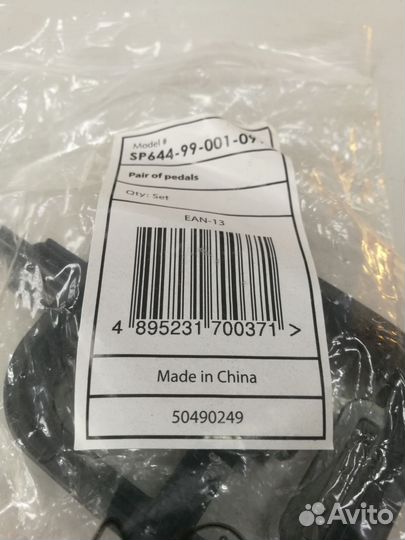 Model #
SP644-99-001-09
Pair of pedals
Qty: Set
EAN-13
4 895231 700371 >
Made in China
50490249
Avito